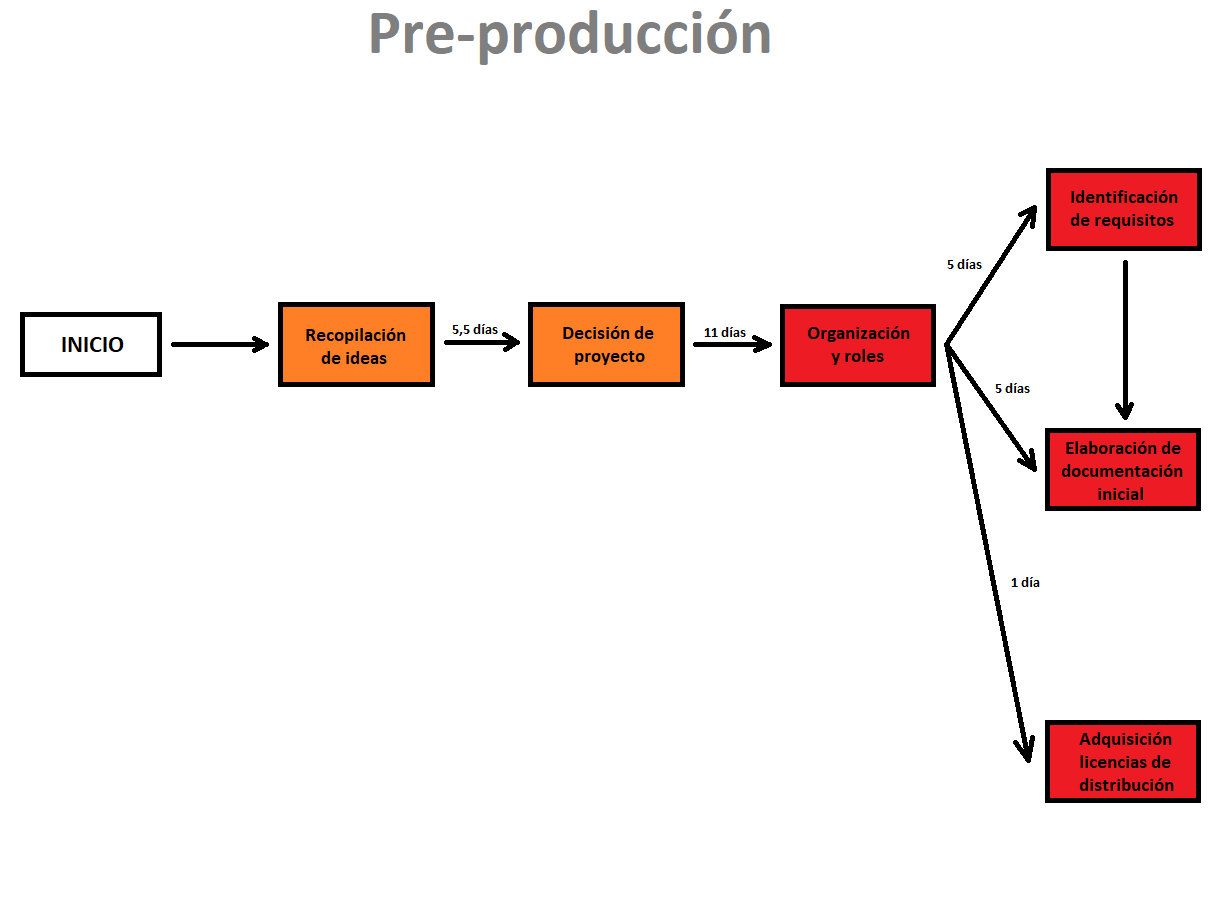 Pre-producción
INICIO
Recopilación
de ideas
5,5 días
Decisión de
proyecto
11 días
Organización
y roles
5 días
Identificación
de requisitos
5 días
Elaboración de
documentación
inicial
1 día
Adquisición
licencias de
distribución